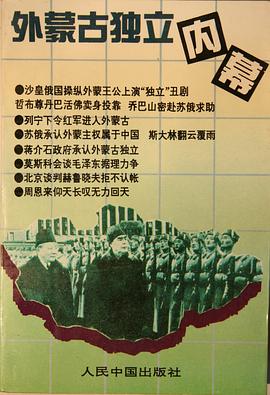 外蒙古独立内幕
●沙皇俄国操纵外蒙王公上演“独立”丑剧
哲布尊丹巴活佛卖身投靠 乔巴山密赴苏俄求助
●列宁下令红军进入外蒙古
●苏俄承认外蒙主权属于中国 斯大林翻云覆雨
●蒋介石政府承认外蒙古独立
●莫斯科会谈毛泽东据理力争
●北京谈判赫鲁晓夫拒不认帐
●周恩来仰天长叹无力回天
人民中国出版社